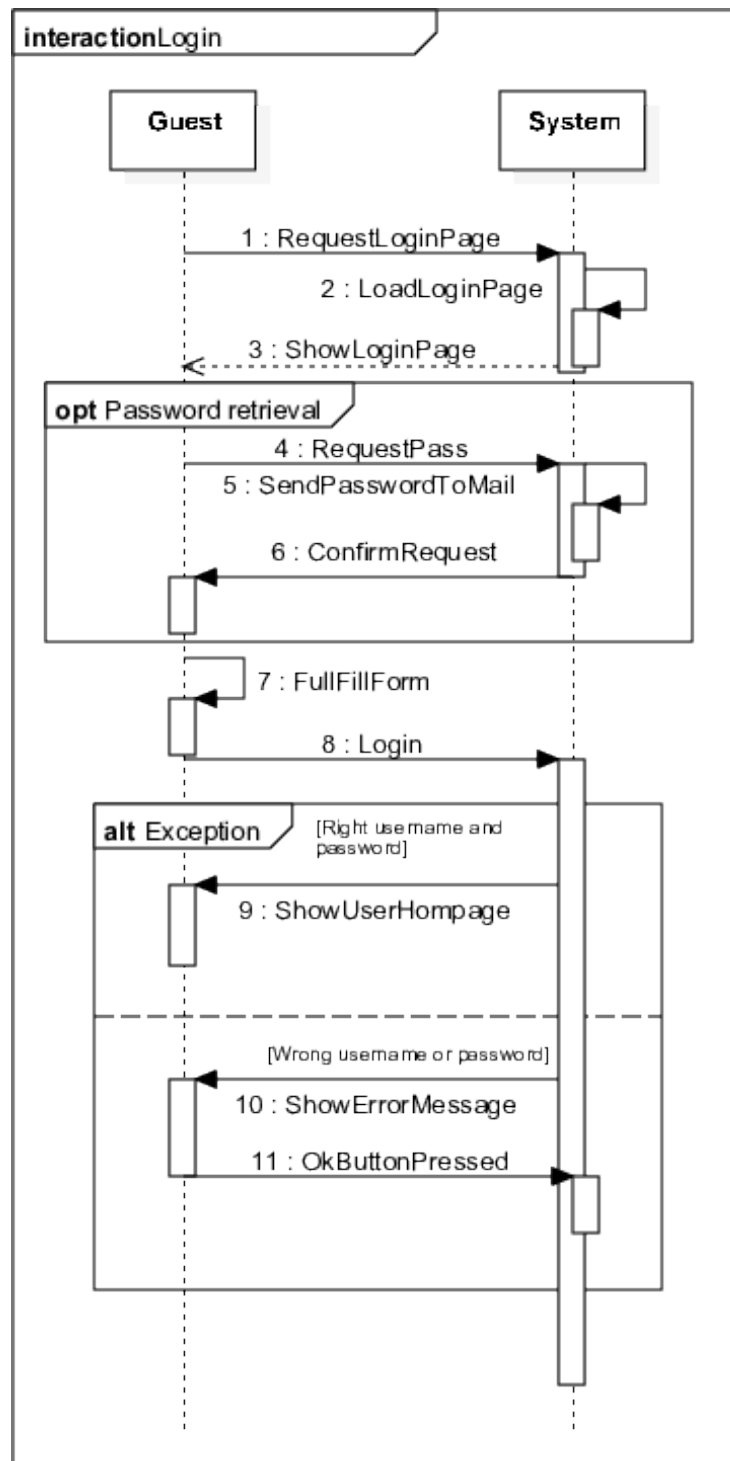 interactionLogin
Guest
System
1 : RequestLoginPage
2 : LoadLoginPage
3 : ShowLoginPage
opt Password retrieval
4 : RequestPass
5 : SendPasswordToMail
6 : ConfirmRequest
7 : FullFillForm
8 : Login
alt Exception
[Right username and
password]
9 : ShowUserHompage
[Wrong username or password]
10 : ShowErrorMessage
11 : OkButtonPressed